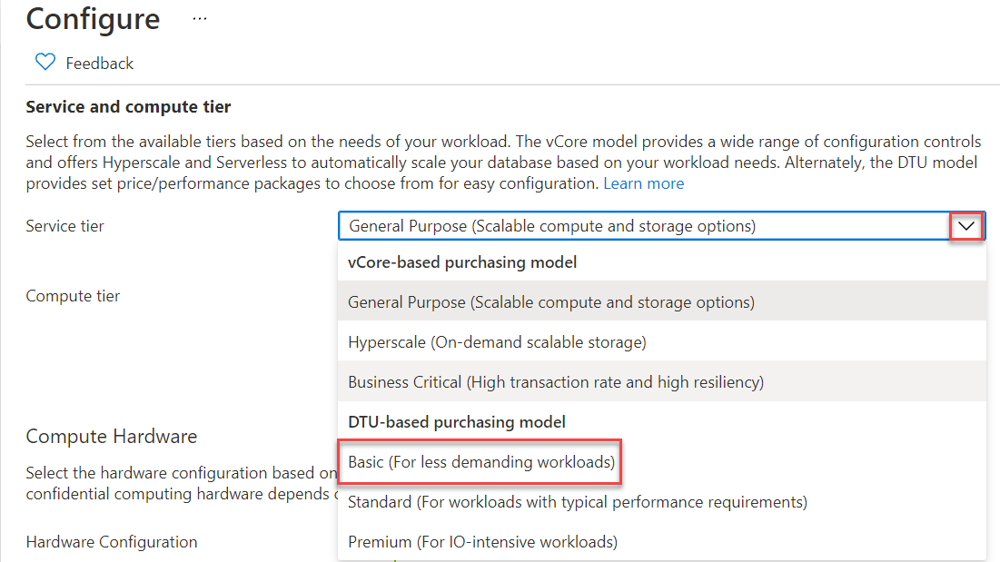 Configure ...
Feedback
Service and compute tier
Select from the available tiers based on the needs of your workload. The vCore model provides a wide range of configuration controls
and offers Hyperscale and Serverless to automatically scale your database based on your workload needs. Alternately, the DTU model
provides set price/performance packages to choose from for easy configuration. Learn more
Service tier
General Purpose (Scalable compute and storage options)
vCore-based purchasing model
General Purpose (Scalable compute and storage options)
Hyperscale (On-demand scalable storage)
Business Critical (High transaction rate and high resiliency)
DTU-based purchasing model
Basic (For less demanding workloads)
Standard (For workloads with typical performance requirements)
Premium (For IO-intensive workloads)
Compute tier
Compute Hardware
Select the hardware configuration based on
confidential computing hardware depends
Hardware Configuration